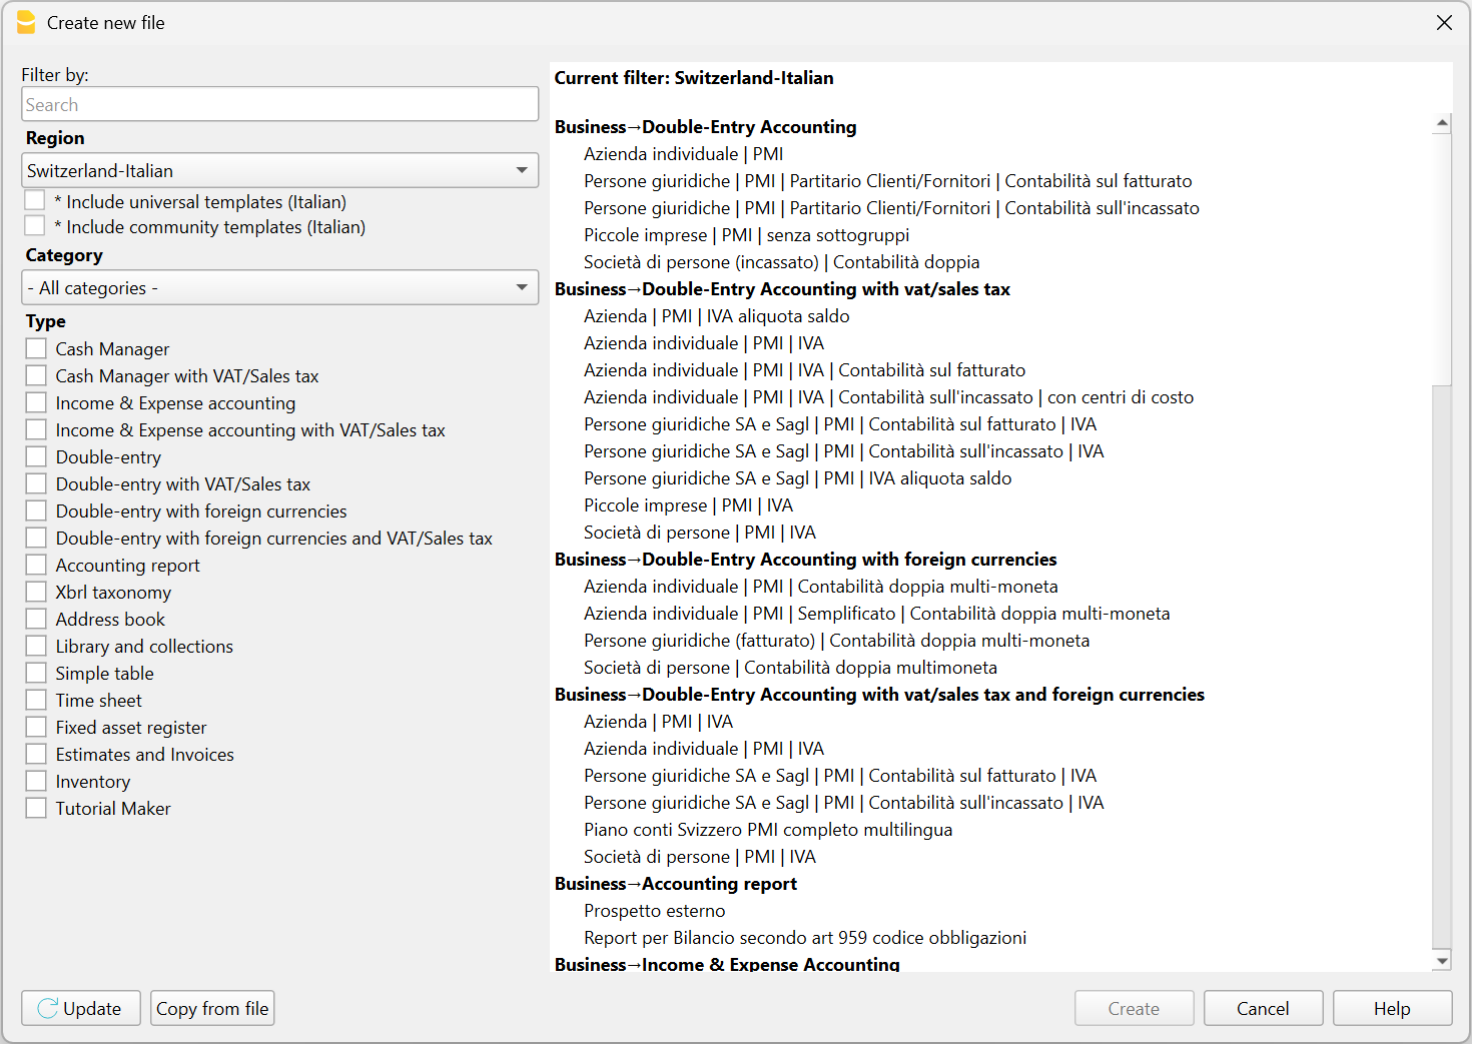 Create new file
Filter by:
Search
Region
Switzerland-Italian
* Include universal templates (Italian)
* Include community templates (Italian)
Category
- All categories -
Type
Cash Manager
Cash Manager with VAT/Sales tax
Income & Expense accounting
Income & Expense accounting with VAT/Sales tax
Double-entry
Double-entry with VAT/Sales tax
Double-entry with foreign currencies
Double-entry with foreign currencies and VAT/Sales tax
Accounting report
Xbrl taxonomy
Address book
Library and collections
Simple table
Time sheet
Fixed asset register
Estimates and Invoices
Inventory
Tutorial Maker
Current filter: Switzerland-Italian
Business→Double-Entry Accounting
Azienda individuale | PMI
Persone giuridiche | PMI | Partitario Clienti/Fornitori | Contabilità sul fatturato
Persone giuridiche | PMI | Partitario Clienti/Fornitori | Contabilità sull'incassato
Piccole imprese | PMI | senza sottogruppi
Società di persone (incassato) | Contabilità doppia
Business→Double-Entry Accounting with vat/sales tax
Azienda | PMI | IVA aliquota saldo
Azienda individuale | PMI | IVA
Azienda individuale | PMI | IVA | Contabilità sul fatturato
Azienda individuale | PMI | IVA | Contabilità sull'incassato | con centri di costo
Persone giuridiche SA e Sagl | PMI | Contabilità sul fatturato | IVA
Persone giuridiche SA e Sagl | PMI | Contabilità sull'incassato | IVA
Persone giuridiche SA e Sagl | PMI | IVA aliquota saldo
Piccole imprese | PMI | IVA
Società di persone | PMI | IVA
Business→Double-Entry Accounting with foreign currencies
Azienda individuale | PMI | Contabilità doppia multi-moneta
Azienda individuale | PMI | Semplificato | Contabilità doppia multi-moneta
Persone giuridiche (fatturato) | Contabilità doppia multi-moneta
Società di persone | Contabilità doppia multimoneta
Business→Double-Entry Accounting with vat/sales tax and foreign currencies
Azienda | PMI | IVA
Azienda individuale | PMI | IVA
Persone giuridiche SA e Sagl | PMI | Contabilità sul fatturato | IVA
Persone giuridiche SA e Sagl | PMI | Contabilità sull'incassato | IVA
Piano conti Svizzero PMI completo multilingua
Società di persone | PMI | IVA
Business→Accounting report
Prospetto esterno
Report per Bilancio secondo art 959 codice obbligazioni
Business→Income & Expense Accounting
Update
Copy from file
Create
Cancel
Help